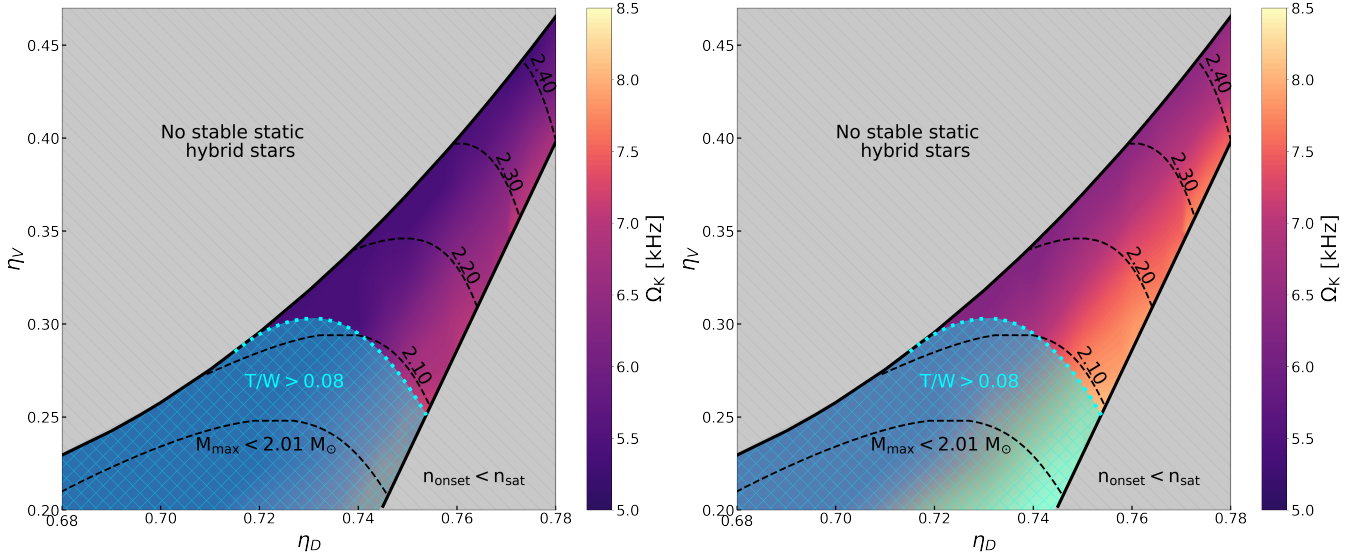 0.45
0.40
0.35
0.30
0.25
0.20
η_V
No stable static
hybrid stars
2.40
2.30
2.20
2.10
T/W > 0.08
M_max < 2.01 M_⊙
n_onset < n_sat
0.68 0.70 0.72 0.74 0.76 0.78
η_D
8.5
8.0
7.5
7.0
6.5
6.0
5.5
5.0
Ω_K [kHz]
0.45
0.40
0.35
0.30
0.25
0.20
η_V
No stable static
hybrid stars
2.40
2.30
2.20
2.10
T/W > 0.08
M_max < 2.01 M_⊙
n_onset < n_sat
0.68 0.70 0.72 0.74 0.76 0.78
η_D
8.5
8.0
7.5
7.0
6.5
6.0
5.5
5.0
Ω_K [kHz]